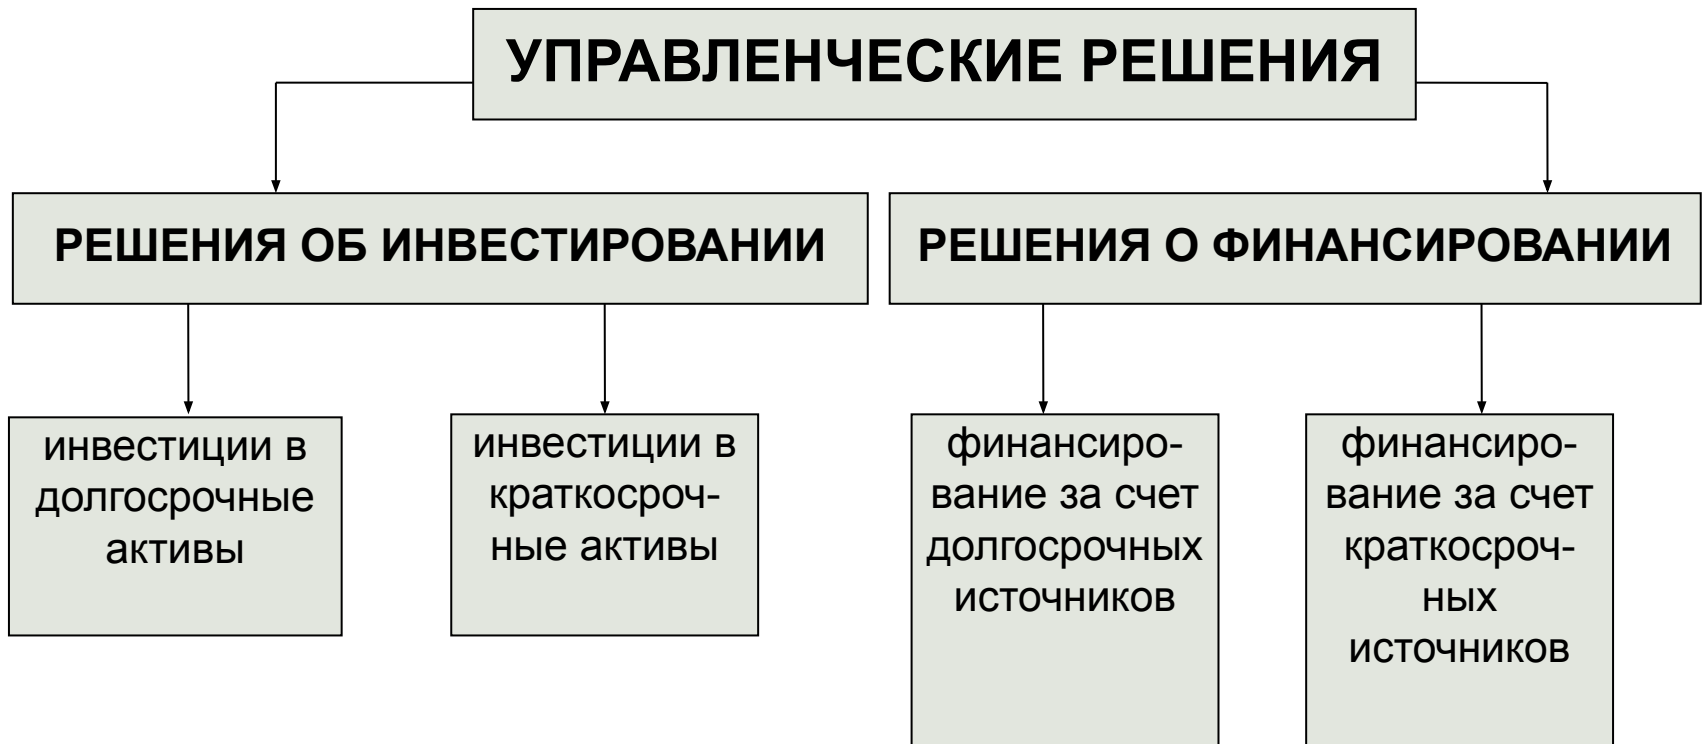 УПРАВЛЕНЧЕСКИЕ РЕШЕНИЯ
РЕШЕНИЯ ОБ ИНВЕСТИРОВАНИИ
РЕШЕНИЯ О ФИНАНСИРОВАНИИ
инвестиции в
долгосрочные
активы
инвестиции в
краткосроч-
ные активы
финансиро-
вание за счет
долгосрочных
источников
финансиро-
вание за счет
краткосроч-
ных
источников